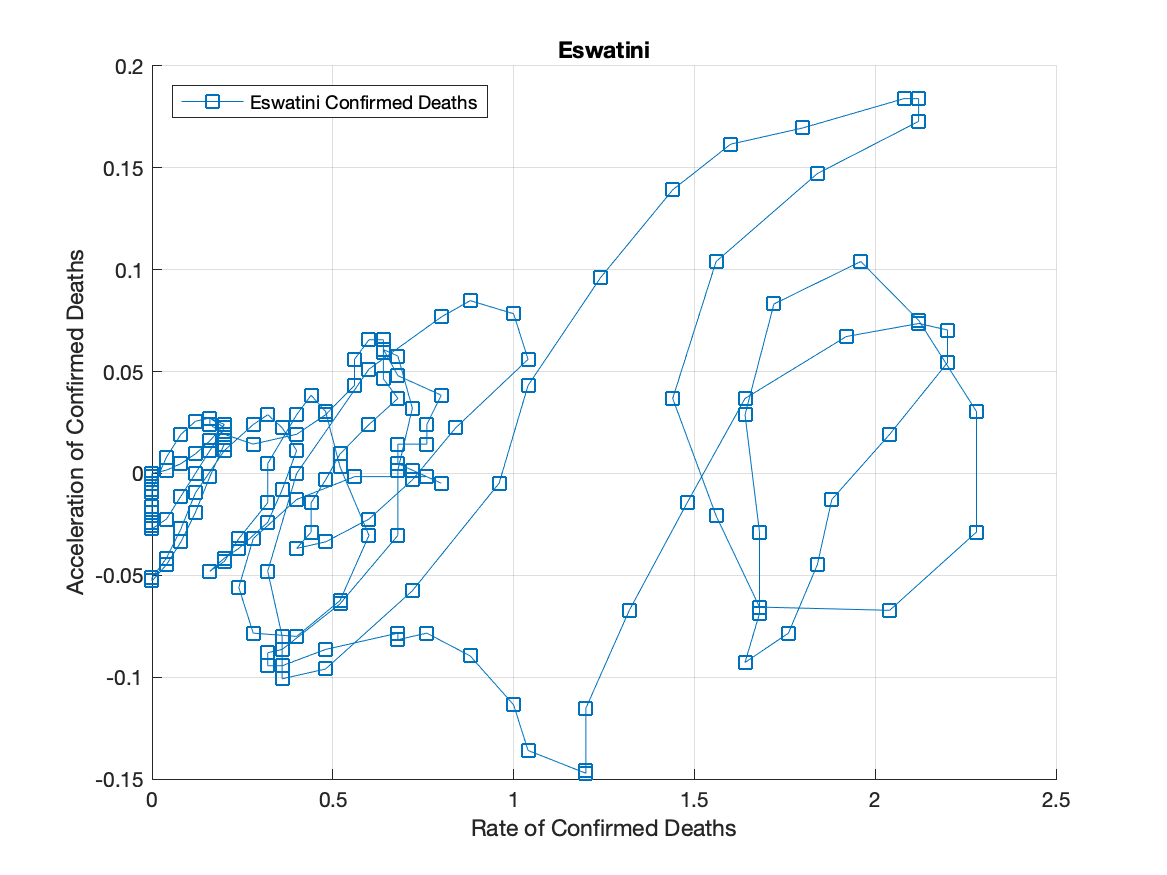 Eswatini
0.2
Eswatini Confirmed Deaths
0.15
0.1
0.05
0
-0.05
-0.1
-0.15
Acceleration of Confirmed Deaths
0 0.5 1 1.5 2 2.5
Rate of Confirmed Deaths